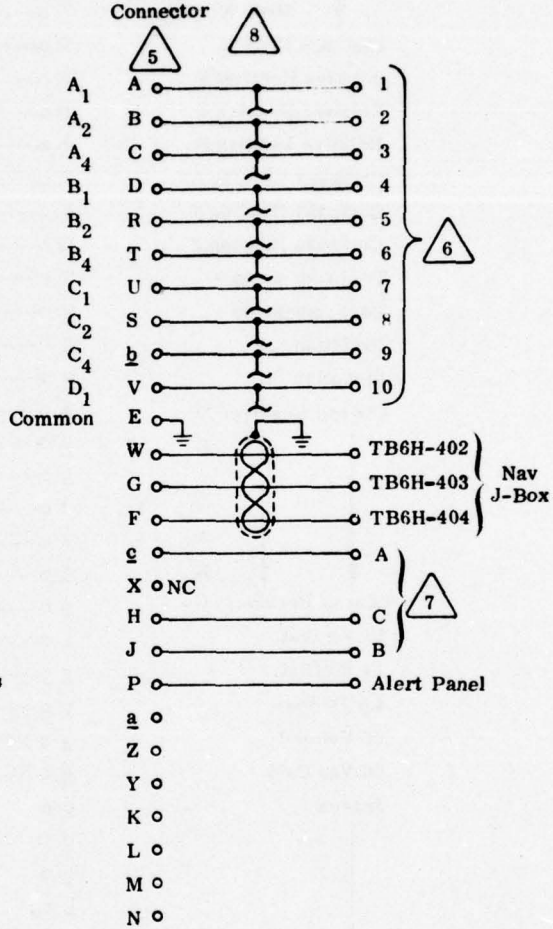 Connector
5
8
A1 A 1
A2 B 2
A4 C 3
B1 D 4
B2 R 5
B4 T 6
6
C1 U 7
C2 S 8
C4 b 9
D1 V 10
Common E
W TB6H-402
G TB6H-403
Nav
J-Box
F TB6H-404
c A
X NC
7
H C
J B
s P Alert Panel
a
Z
Y
K
L
M
N